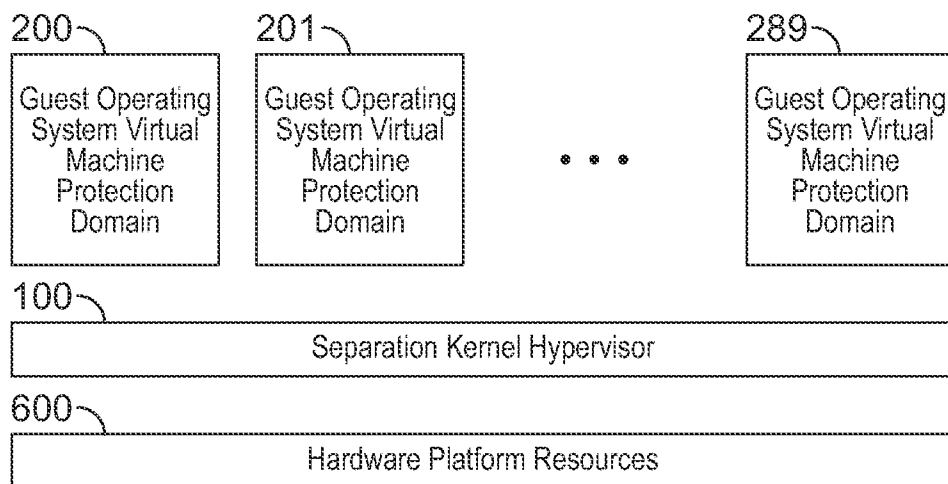 200
Guest Operating
System Virtual
Machine
Protection
Domain
201
Guest Operating
System Virtual
Machine
Protection
Domain
289
Guest Operating
System Virtual
Machine
Protection
Domain
100
Separation Kernel Hypervisor
600
Hardware Platform Resources